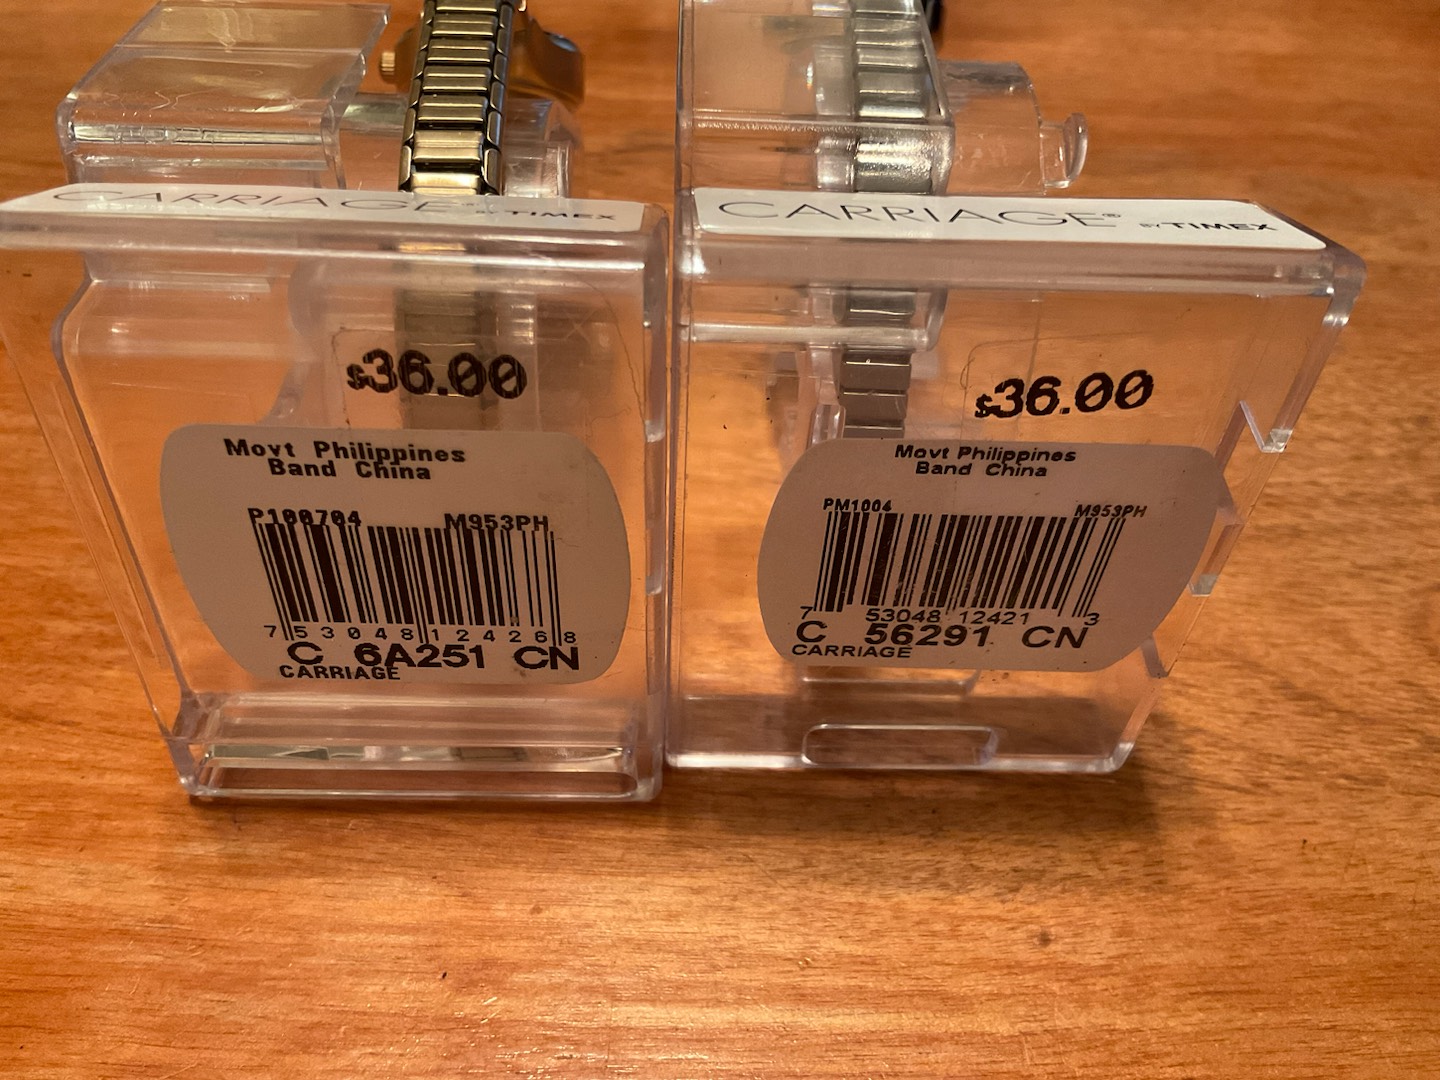 CARRIAGE® BY TIMEX
$36.00
Movt Philippines
Band China
P100704 M953PH
7 53048 12426 8
C 6A251 CN
CARRIAGE
CARRIAGE® BY TIMEX
$36.00
Movt Philippines
Band China
PM1004 M953PH
7 53048 12421 3
C 56291 CN
CARRIAGE